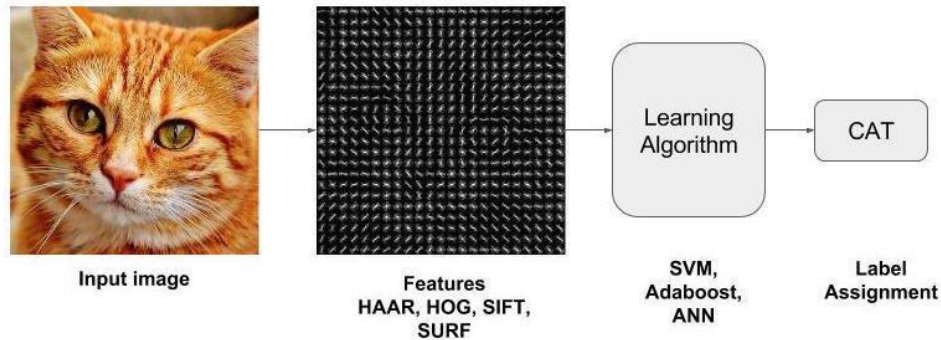 Learning
Algorithm
CAT
Input image
Features
HAAR, HOG, SIFT,
SURF
SVM,
Adaboost,
ANN
Label
Assignment